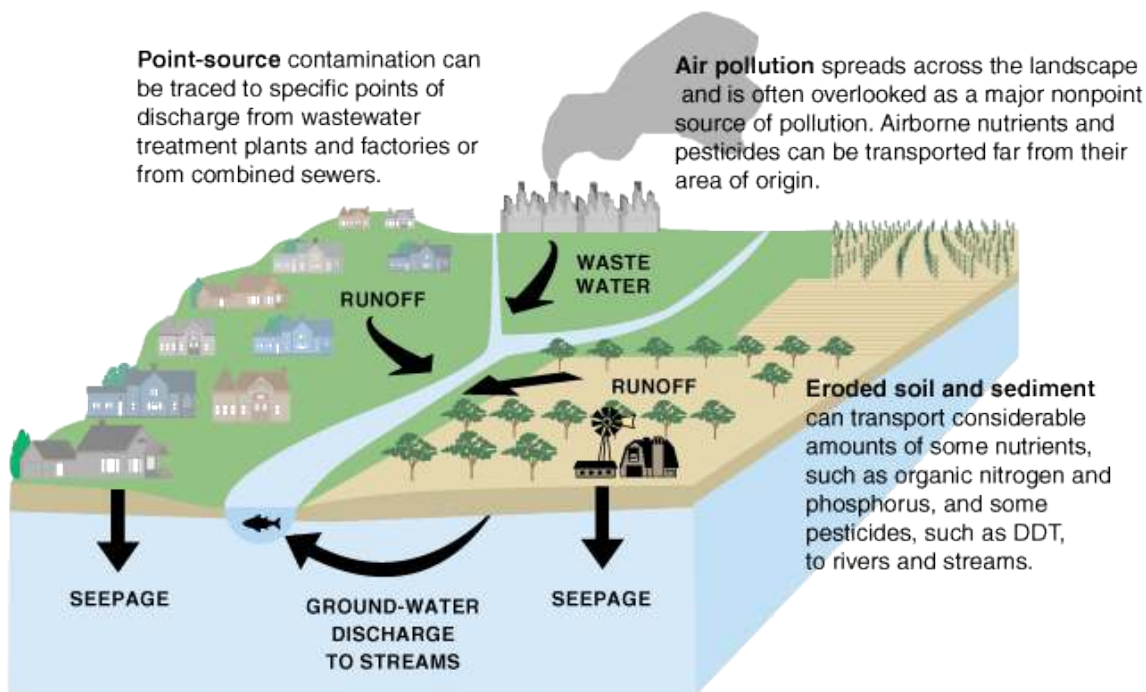 Point-source contamination can
be traced to specific points of
discharge from wastewater
treatment plants and factories or
from combined sewers.
Air pollution spreads across the landscape
and is often overlooked as a major nonpoint
source of pollution. Airborne nutrients and
pesticides can be transported far from their
area of origin.
WASTE
WATER
RUNOFF
RUNOFF
Eroded soil and sediment
can transport considerable
amounts of some nutrients,
such as organic nitrogen and
phosphorus, and some
pesticides, such as DDT,
to rivers and streams.
SEEPAGE
GROUND-WATER
DISCHARGE
TO STREAMS
SEEPAGE